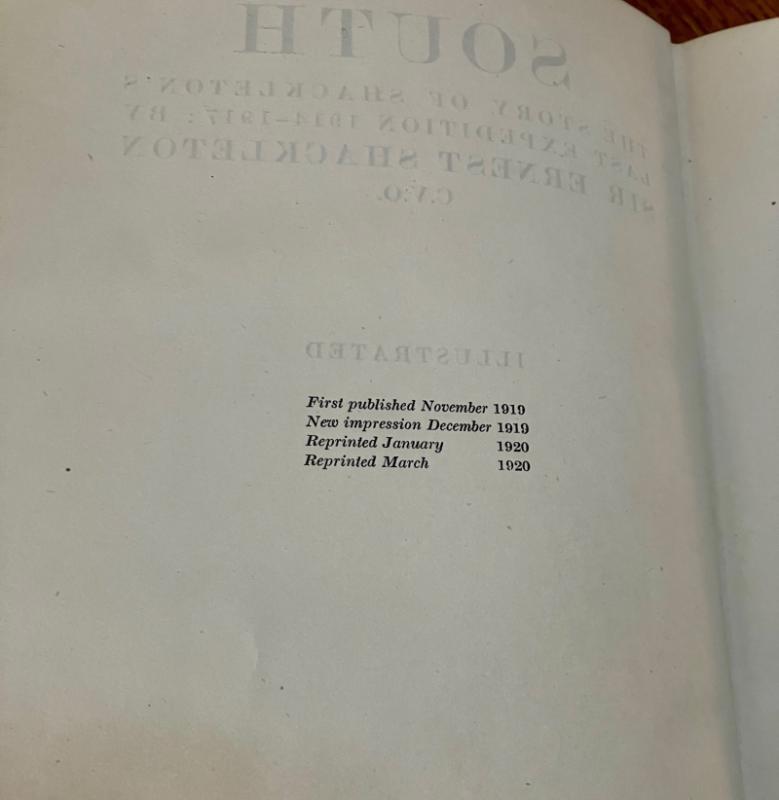 SOUTH
THE STORY OF SHACKLETON'S
LAST EXPEDITION 1914–1917 : BY
SIR ERNEST SHACKLETON
C.V.O.
ILLUSTRATED
First published November 1919
New impression December 1919
Reprinted January 1920
Reprinted March 1920